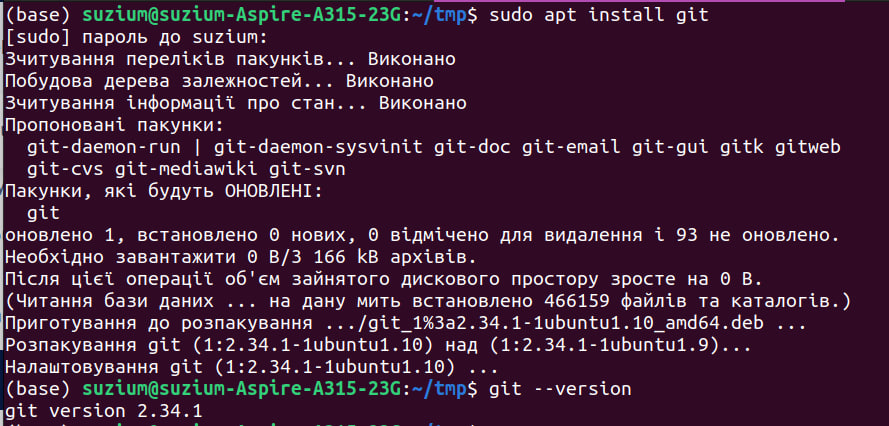 (base) suzium@suzium-Aspire-A315-23G:~/tmp$ sudo apt install git
[sudo] пароль до suzium:
Зчитування переліків пакунків... Виконано
Побудова дерева залежностей... Виконано
Зчитування інформації про стан... Виконано
Пропоновані пакунки:
  git-daemon-run | git-daemon-sysvinit git-doc git-email git-gui gitk gitweb
  git-cvs git-mediawiki git-svn
Пакунки, які будуть ОНОВЛЕНІ:
  git
оновлено 1, встановлено 0 нових, 0 відмічено для видалення і 93 не оновлено.
Необхідно завантажити 0 B/3 166 kB архівів.
Після цієї операції об'єм зайнятого дискового простору зросте на 0 B.
(Читання бази даних ... на дану мить встановлено 466159 файлів та каталогів.)
Приготування до розпакування .../git_1%3a2.34.1-1ubuntu1.10_amd64.deb ...
Розпакування git (1:2.34.1-1ubuntu1.10) над (1:2.34.1-1ubuntu1.9)...
Налаштовування git (1:2.34.1-1ubuntu1.10) ...
(base) suzium@suzium-Aspire-A315-23G:~/tmp$ git --version
git version 2.34.1